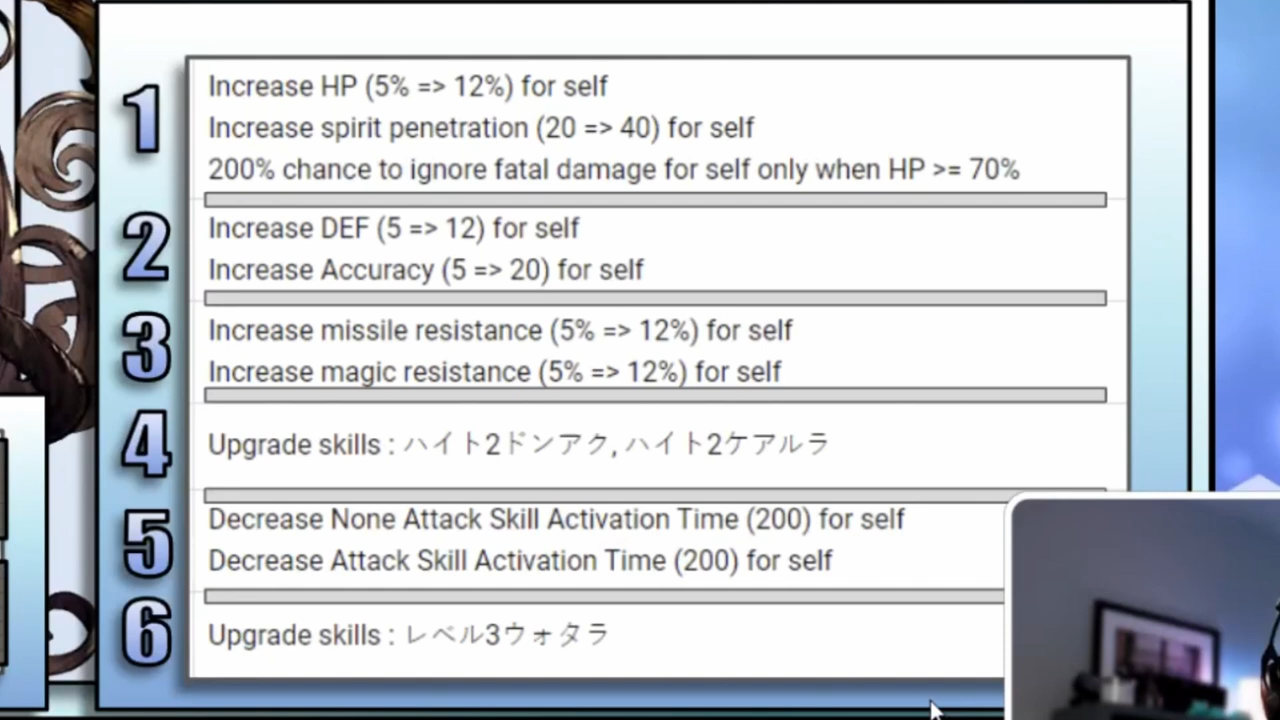 1
Increase HP (5% => 12%) for self
Increase spirit penetration (20 => 40) for self
200% chance to ignore fatal damage for self only when HP >= 70%
2
Increase DEF (5 => 12) for self
Increase Accuracy (5 => 20) for self
3
Increase missile resistance (5% => 12%) for self
Increase magic resistance (5% => 12%) for self
4
Upgrade skills : ハイト2ドンアク, ハイト2ケアルラ
5
Decrease None Attack Skill Activation Time (200) for self
Decrease Attack Skill Activation Time (200) for self
6
Upgrade skills : レベル3ウォタラ